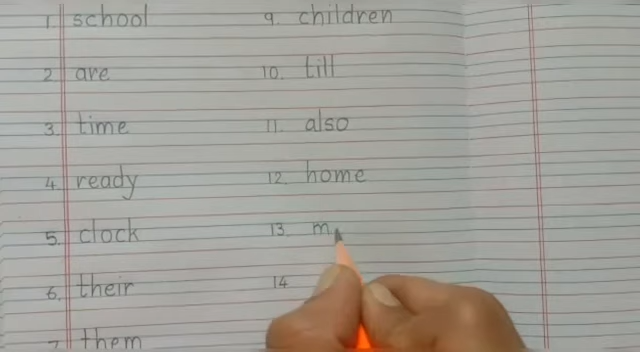 1 school
2 are
3. time
4. ready
5. clock
6. their
7. them
9. children
10. till
11. also
12. home
13. m
14